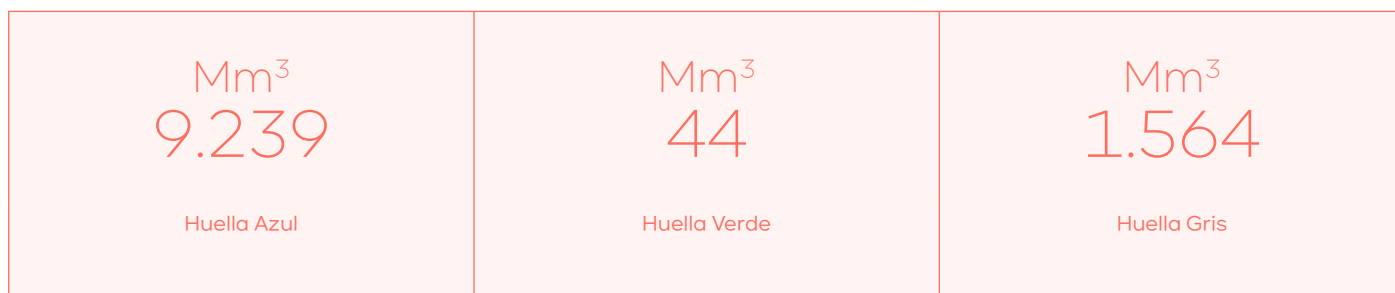 Mm³
9.239
Huella Azul
Mm³
44
Huella Verde
Mm³
1.564
Huella Gris